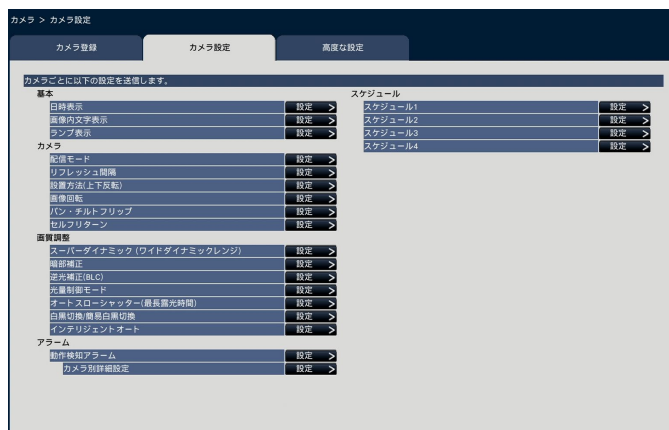 カメラ > カメラ設定
カメラ登録
カメラ設定
高度な設定
カメラごとに以下の設定を送信します。
基本
日時表示 設定 >
画像内文字表示 設定 >
ランプ表示 設定 >
カメラ
配信モード 設定 >
リフレッシュ間隔 設定 >
設置方法(上下反転) 設定 >
画像回転 設定 >
パン・チルトフリップ 設定 >
セルフリターン 設定 >
画質調整
スーパーダイナミック (ワイドダイナミックレンジ) 設定 >
暗部補正 設定 >
逆光補正(BLC) 設定 >
光量制御モード 設定 >
オートスローシャッター(最長露光時間) 設定 >
白黒切換/簡易白黒切換 設定 >
インテリジェントオート 設定 >
アラーム
動作検知アラーム 設定 >
カメラ別詳細設定 設定 >
スケジュール
スケジュール1 設定 >
スケジュール2 設定 >
スケジュール3 設定 >
スケジュール4 設定 >